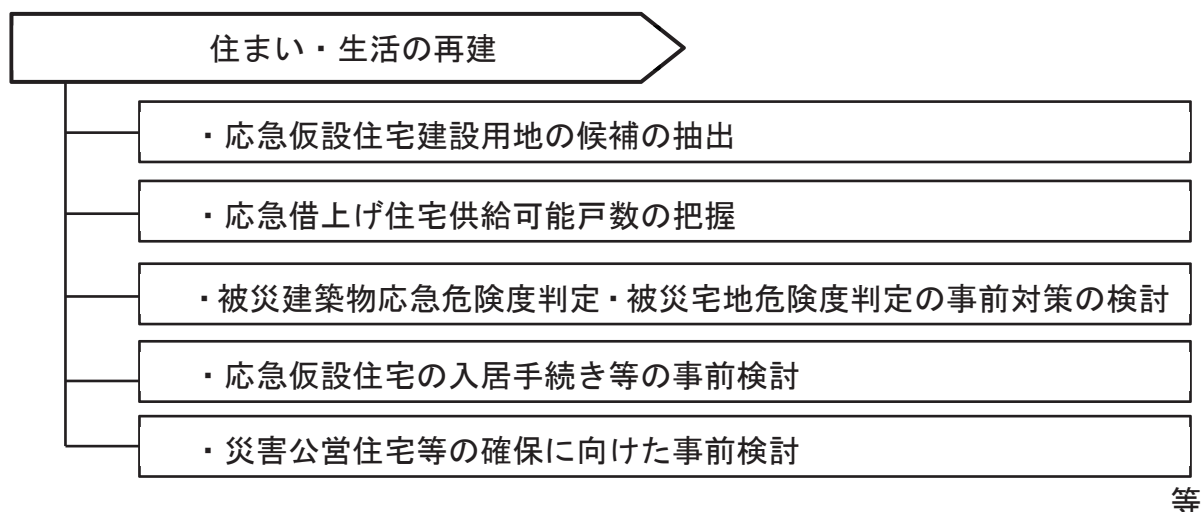 住まい・生活の再建
・応急仮設住宅建設用地の候補の抽出
・応急借上げ住宅供給可能戸数の把握
・被災建築物応急危険度判定・被災宅地危険度判定の事前対策の検討
・応急仮設住宅の入居手続き等の事前検討
・災害公営住宅等の確保に向けた事前検討
等